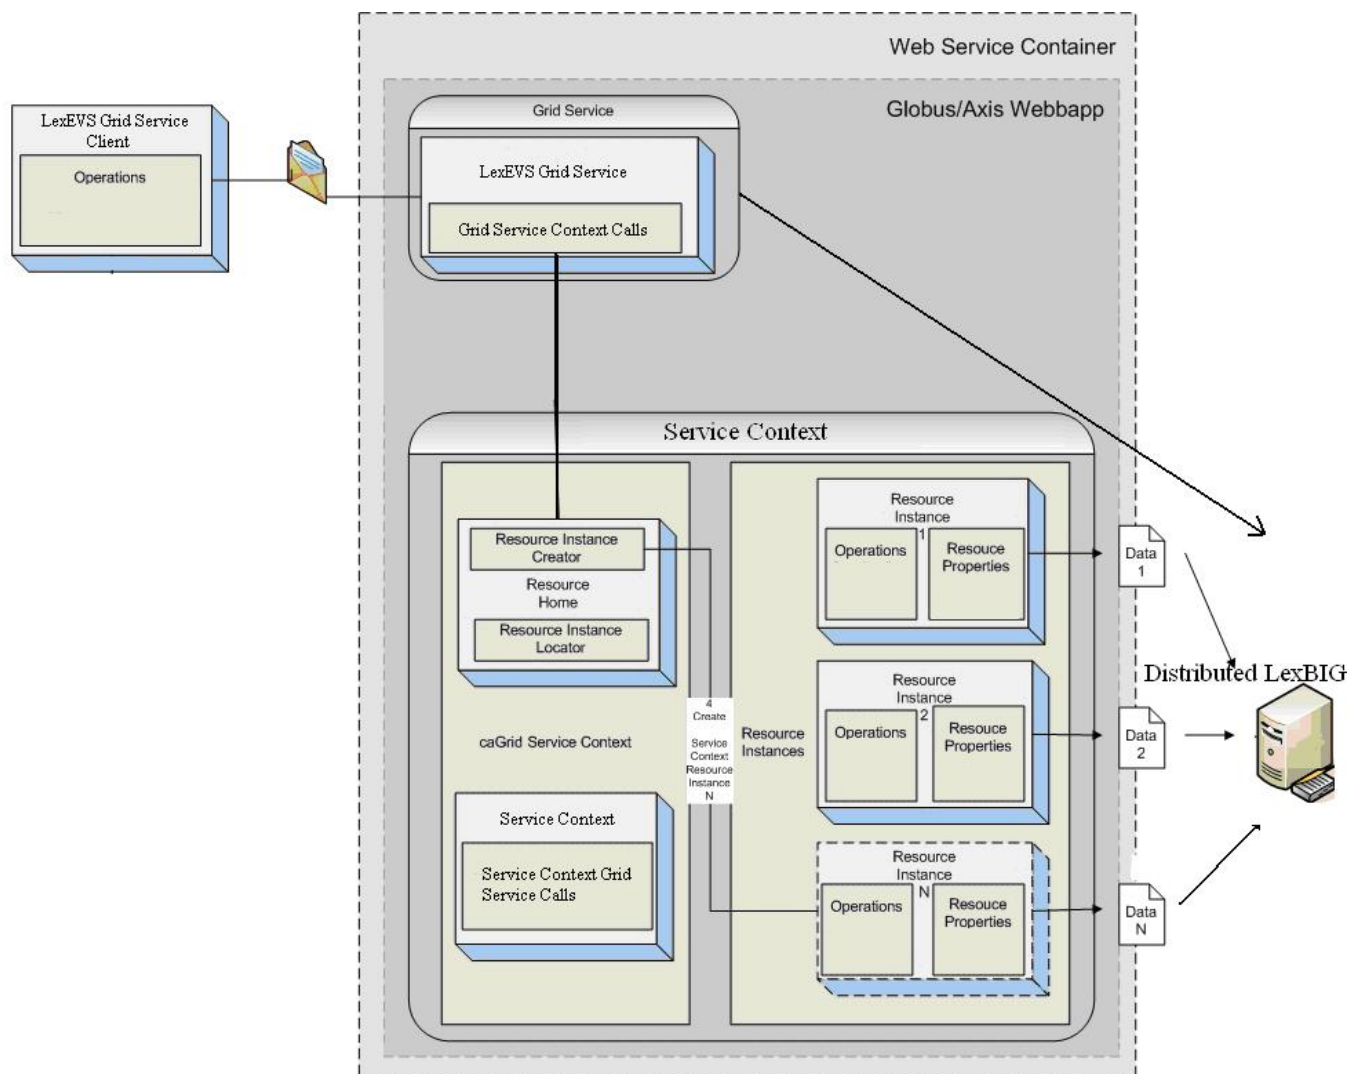 Web Service Container
Globus/Axis Webbapp
LexEVS Grid Service
Client
Operations
Grid Service
LexEVS Grid Service
Grid Service Context Calls
Service Context
Resource Instance
Creator
Resource
Home
Resource Instance
Locator
caGrid Service Context
Service Context
Service Context Grid
Service Calls
4
Create
Service
Context
Resource
Instance
N
Resource
Instances
Resource
Instance
1
Operations
Resouce
Properties
Resource
Instance
2
Operations
Resource
Properties
Resource
Instance
N
Operations
Resouce
Properties
Data
1
Data
2
Data
N
Distributed LexBIG